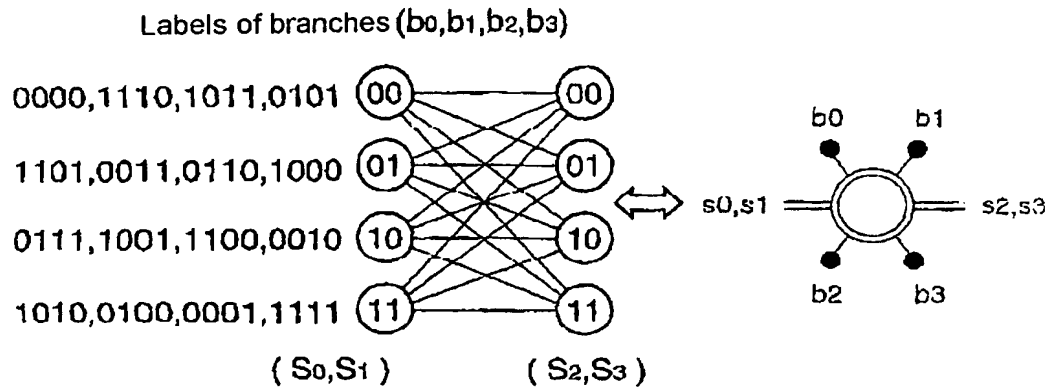 Labels of branches (b0,b1,b2,b3)
0000,1110,1011,0101 00 00
b0 b1
1101,0011,0110,1000 01 01
s0,s1 s2,s3
0111,1001,1100,0010 10 10
b2 b3
1010,0100,0001,1111 11 11
( S0,S1 ) ( S2,S3 )